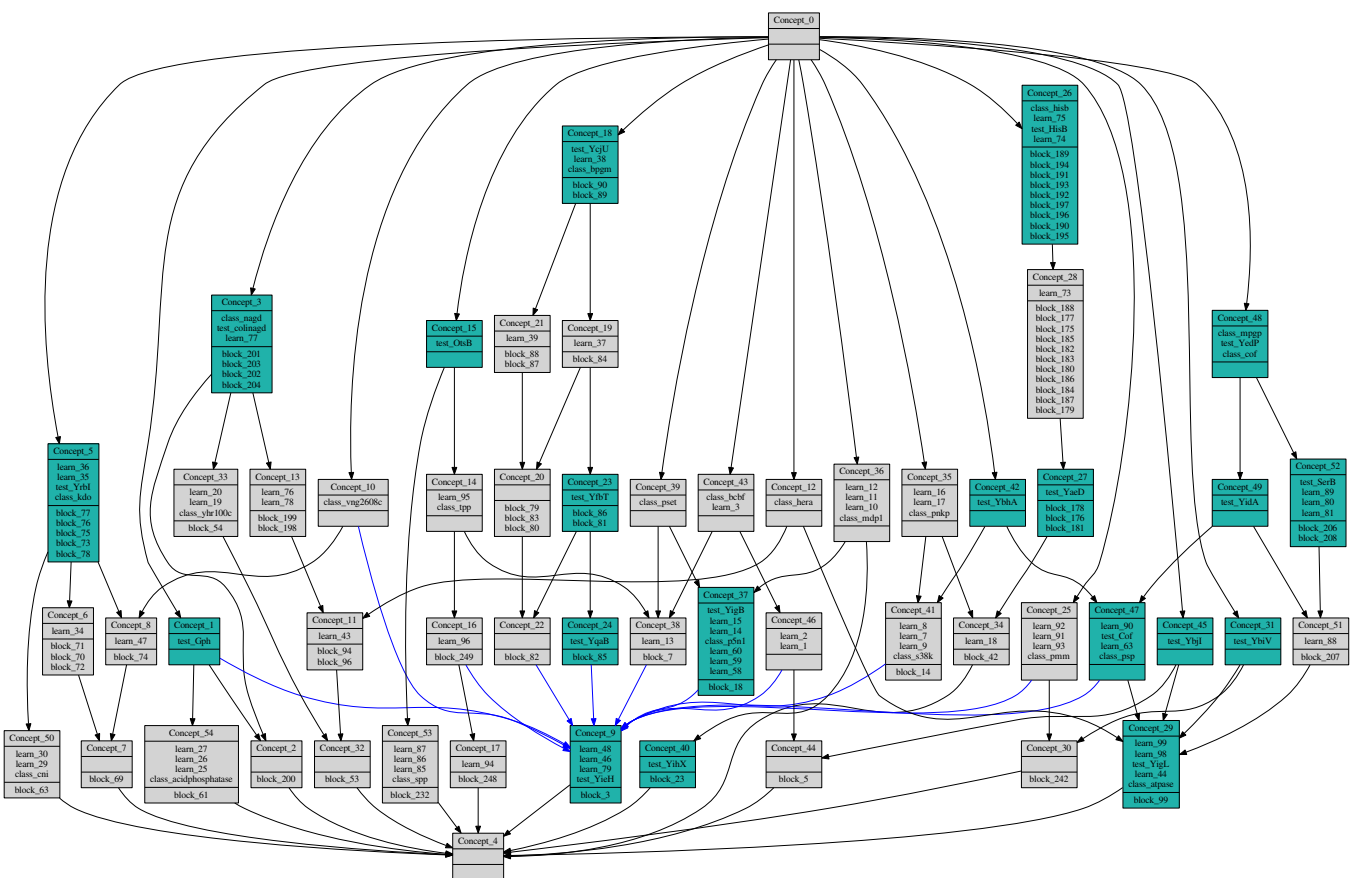 Concept_0
Concept_26
class_hisb
learn_75
test_HisB
learn_74
block_189
block_194
block_191
block_193
block_192
block_197
block_196
block_190
block_195
Concept_18
test_YcjU
learn_38
class_bpgm
block_90
block_89
Concept_28
learn_73
block_188
block_177
block_175
block_185
block_182
block_183
block_180
block_186
block_184
block_187
block_179
Concept_3
class_nagd
test_colinagd
learn_77
block_201
block_203
block_202
block_204
Concept_15
test_OtsB
Concept_21
learn_39
block_88
block_87
Concept_19
learn_37
block_84
Concept_48
class_mpgp
test_YedP
class_cof
Concept_5
learn_36
learn_35
test_YrbI
class_kdo
block_77
block_76
block_75
block_73
block_78
Concept_33
learn_20
learn_19
class_yhr100c
block_54
Concept_13
learn_76
learn_78
block_199
block_198
Concept_10
class_vng2608c
Concept_14
learn_95
class_tpp
Concept_20
block_79
block_83
block_80
Concept_23
test_YfbT
block_86
block_81
Concept_39
class_pset
Concept_43
class_bcbf
learn_3
Concept_12
class_hera
Concept_36
learn_12
learn_11
learn_10
class_mdp1
Concept_35
learn_16
learn_17
class_pnkp
Concept_42
test_YbhA
Concept_27
test_YaeD
block_178
block_176
block_181
Concept_49
test_YidA
Concept_52
test_SerB
learn_89
learn_80
learn_81
block_206
block_208
Concept_6
learn_34
block_71
block_70
block_72
Concept_8
learn_47
block_74
Concept_1
test_Gph
Concept_11
learn_43
block_94
block_96
Concept_16
learn_96
block_249
Concept_22
block_82
Concept_24
test_YqaB
block_85
Concept_38
learn_13
block_7
Concept_37
test_YigB
learn_15
learn_14
class_p5n1
learn_60
learn_59
learn_58
block_18
Concept_46
learn_2
learn_1
Concept_41
learn_8
learn_7
learn_9
class_s38k
block_14
Concept_34
learn_18
block_42
Concept_25
learn_92
learn_91
learn_93
class_pmm
Concept_47
learn_90
test_Cof
learn_63
class_psp
Concept_45
test_YbjI
Concept_31
test_YbiV
Concept_51
learn_88
block_207
Concept_50
learn_30
learn_29
class_cni
block_63
Concept_7
block_69
Concept_54
learn_27
learn_26
learn_25
class_acidphosphatase
block_61
Concept_2
block_200
Concept_32
block_53
Concept_53
learn_87
learn_86
learn_85
class_spp
block_232
Concept_17
learn_94
block_248
Concept_9
learn_48
learn_46
learn_79
test_YieH
block_3
Concept_40
test_YihX
block_23
Concept_44
block_5
Concept_30
block_242
Concept_29
learn_99
learn_98
test_YigL
learn_44
class_atpase
block_99
Concept_4